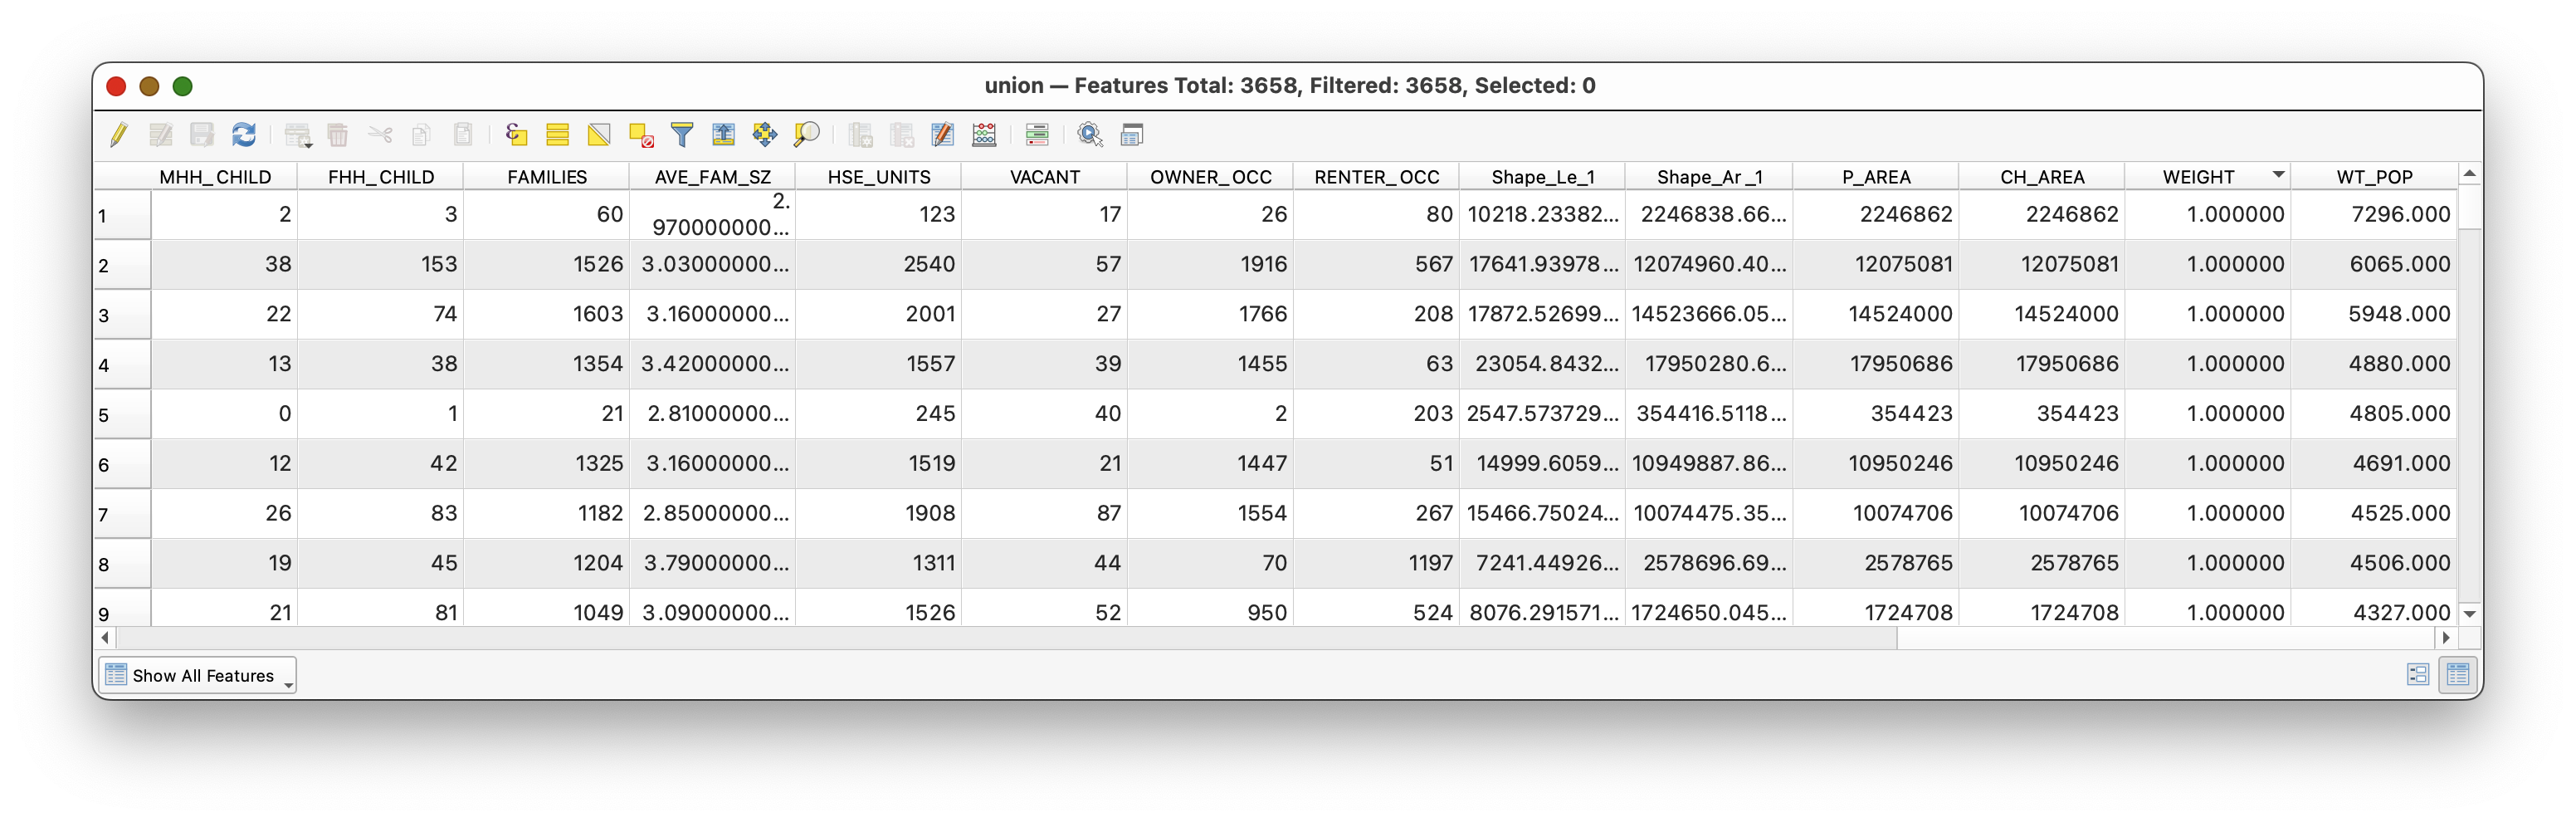 union — Features Total: 3658, Filtered: 3658, Selected: 0
MHH_CHILD FHH_CHILD FAMILIES AVE_FAM_SZ HSE_UNITS VACANT OWNER_OCC RENTER_OCC Shape_Le_1 Shape_Ar_1 P_AREA CH_AREA WEIGHT WT_POP
1 2 3 60 2.970000000... 123 17 26 80 10218.23382... 2246838.66... 2246862 2246862 1.000000 7296.000
2 38 153 1526 3.03000000... 2540 57 1916 567 17641.93978... 12074960.40... 12075081 12075081 1.000000 6065.000
3 22 74 1603 3.16000000... 2001 27 1766 208 17872.52699... 14523666.05... 14524000 14524000 1.000000 5948.000
4 13 38 1354 3.42000000... 1557 39 1455 63 23054.8432... 17950280.6... 17950686 17950686 1.000000 4880.000
5 0 1 21 2.81000000... 245 40 2 203 2547.573729... 354416.5118... 354423 354423 1.000000 4805.000
6 12 42 1325 3.16000000... 1519 21 1447 51 14999.6059... 10949887.86... 10950246 10950246 1.000000 4691.000
7 26 83 1182 2.85000000... 1908 87 1554 267 15466.75024... 10074475.35... 10074706 10074706 1.000000 4525.000
8 19 45 1204 3.79000000... 1311 44 70 1197 7241.44926... 2578696.69... 2578765 2578765 1.000000 4506.000
9 21 81 1049 3.09000000... 1526 52 950 524 8076.291571... 1724650.045... 1724708 1724708 1.000000 4327.000
Show All Features